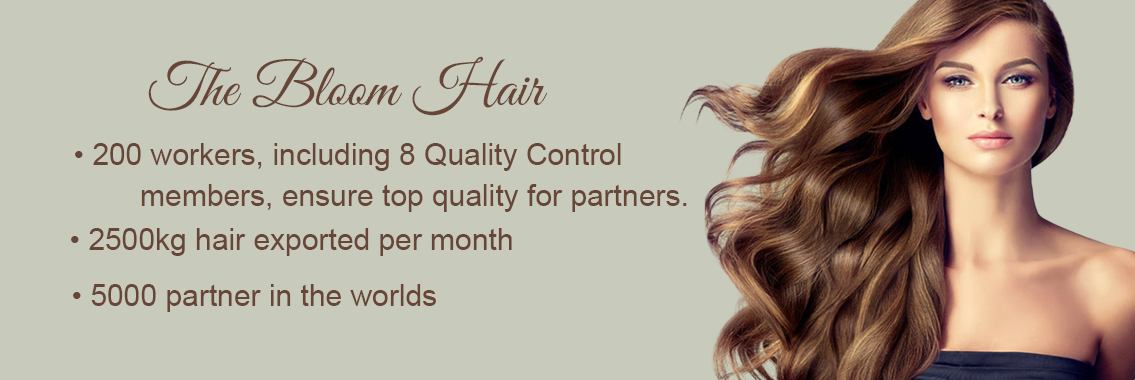 The Bloom Hair
• 200 workers, including 8 Quality Control
members, ensure top quality for partners.
• 2500kg hair exported per month
• 5000 partner in the worlds